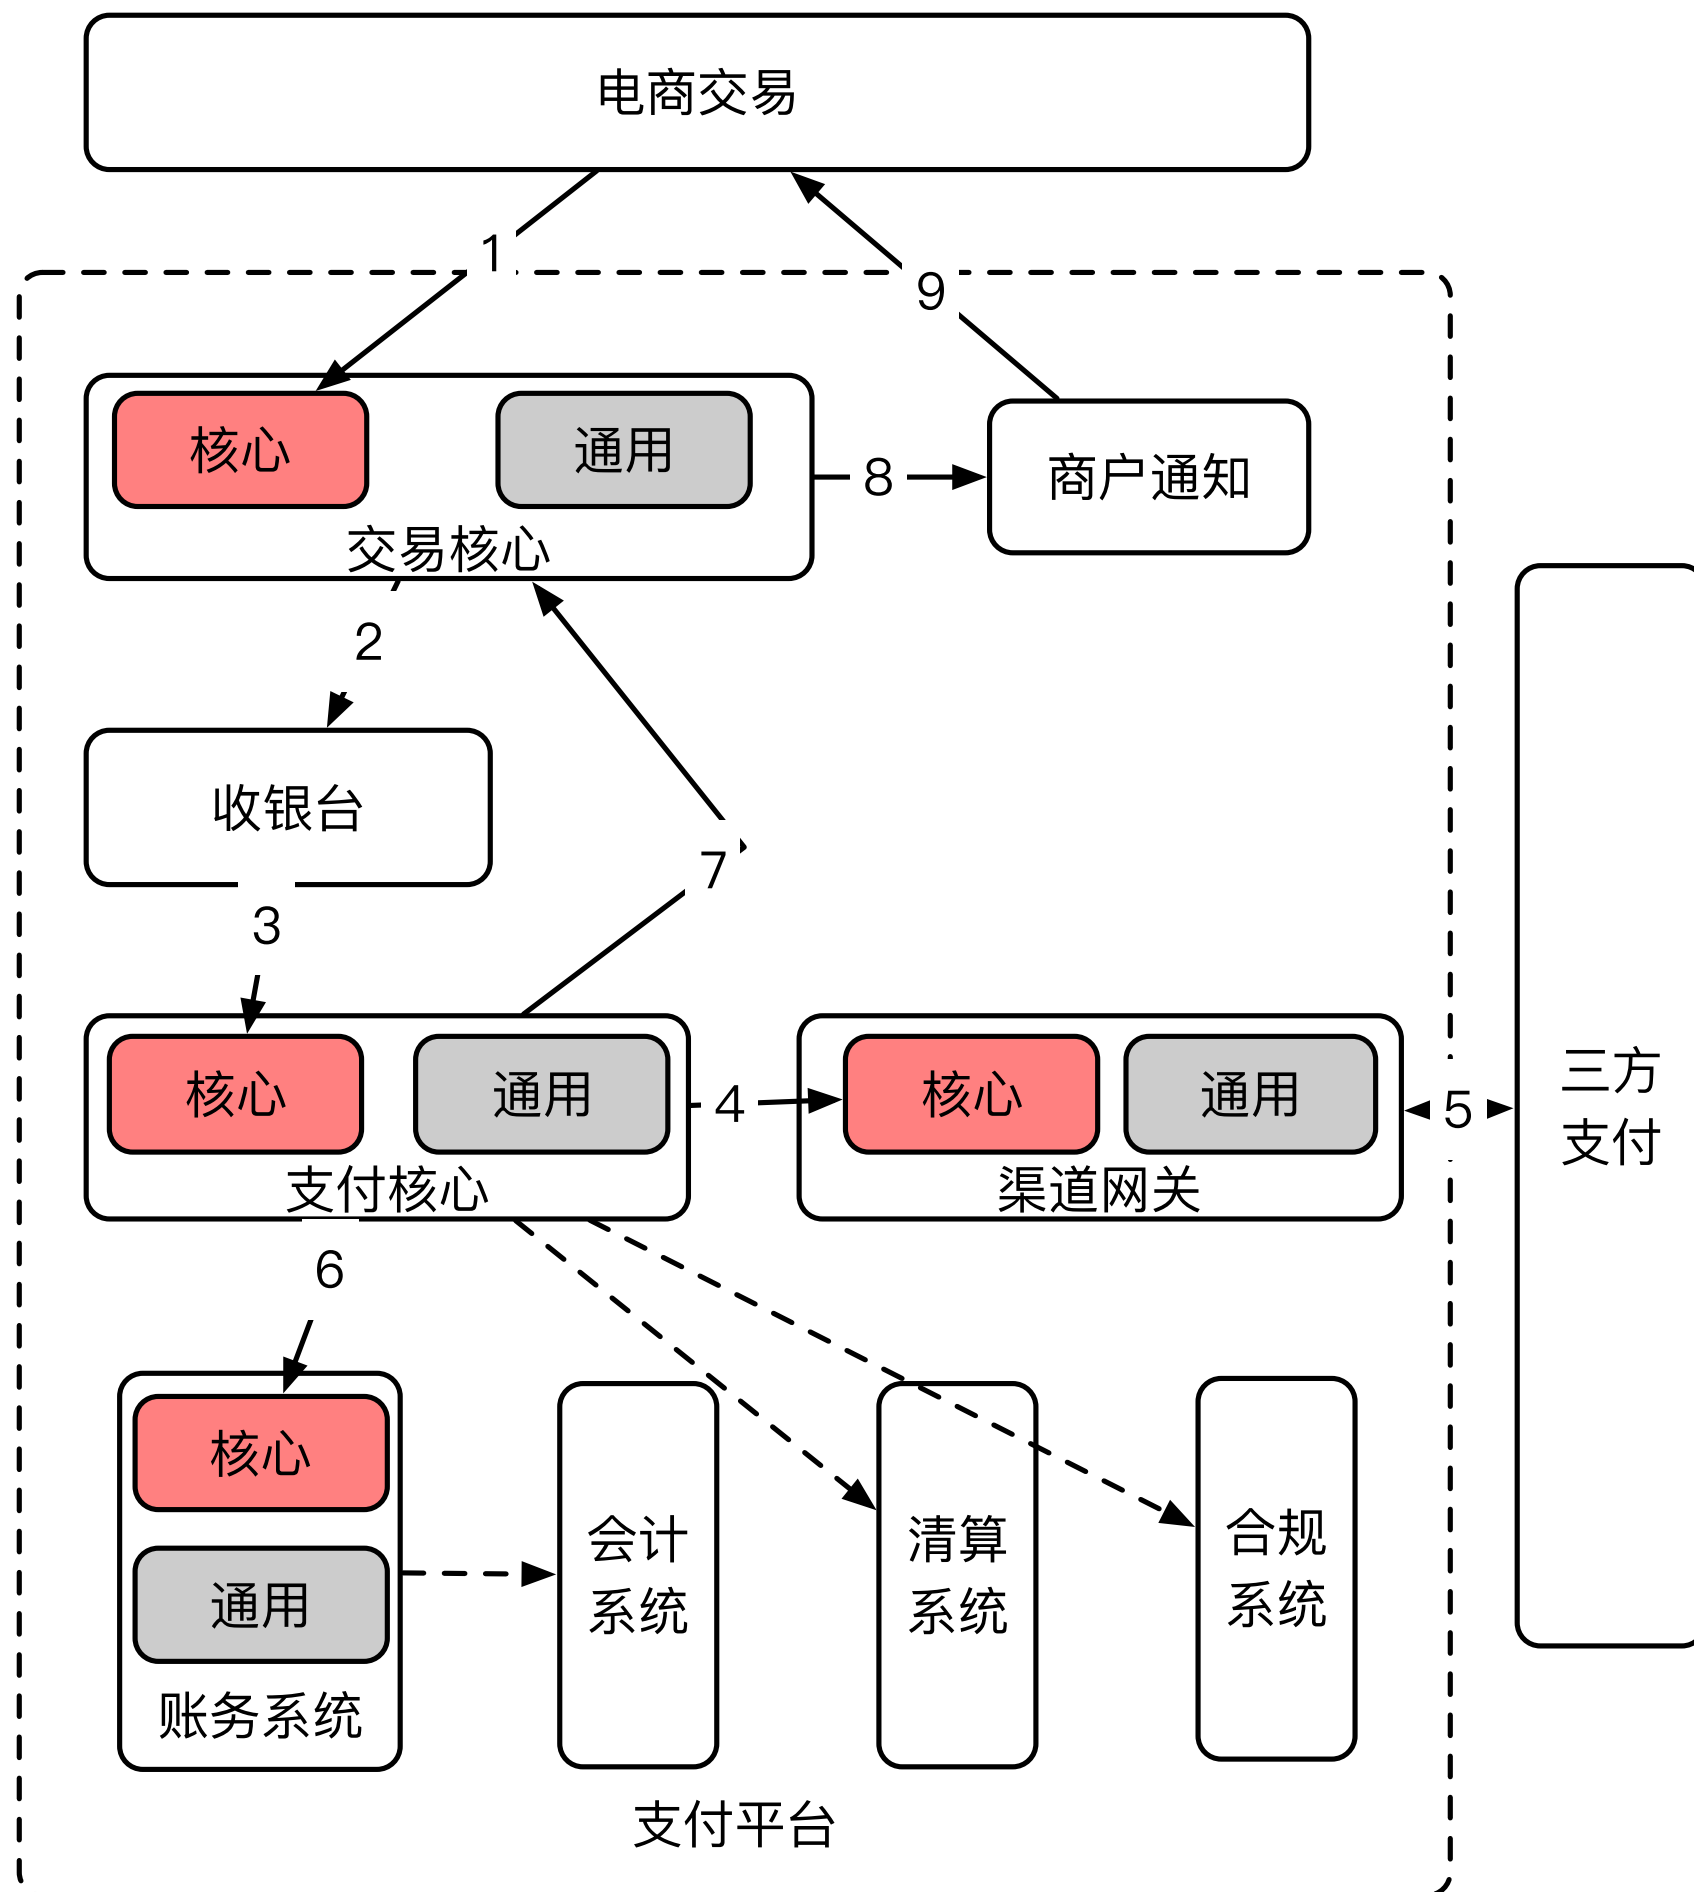 电商交易
1
9
核心
通用
交易核心
8
商户通知
2
收银台
7
3
核心
通用
支付核心
4
核心
通用
渠道网关
5
三方
支付
6
核心
通用
账务系统
会计
系统
清算
系统
合规
系统
支付平台